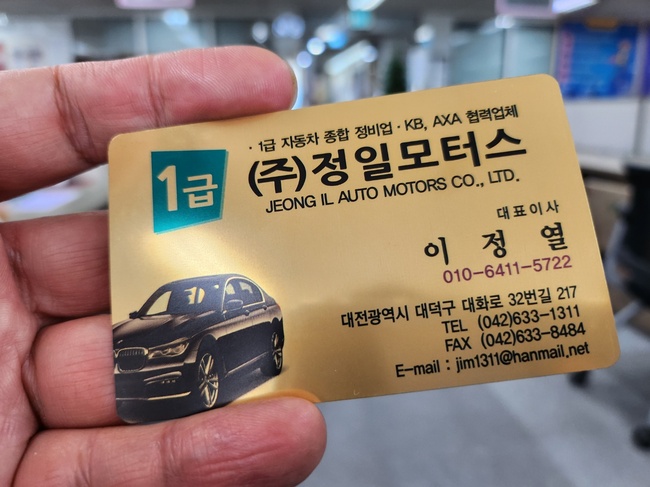 · 1급 자동차 종합 정비업 · KB, AXA 협력업체
1급
(주)정일모터스
JEONG IL AUTO MOTORS CO., LTD.
대표이사
이 정 열
010-6411-5722
대전광역시 대덕구 대화로 32번길 217
TEL (042)633-1311
FAX (042)633-8484
E-mail : jim1311@hanmail.net